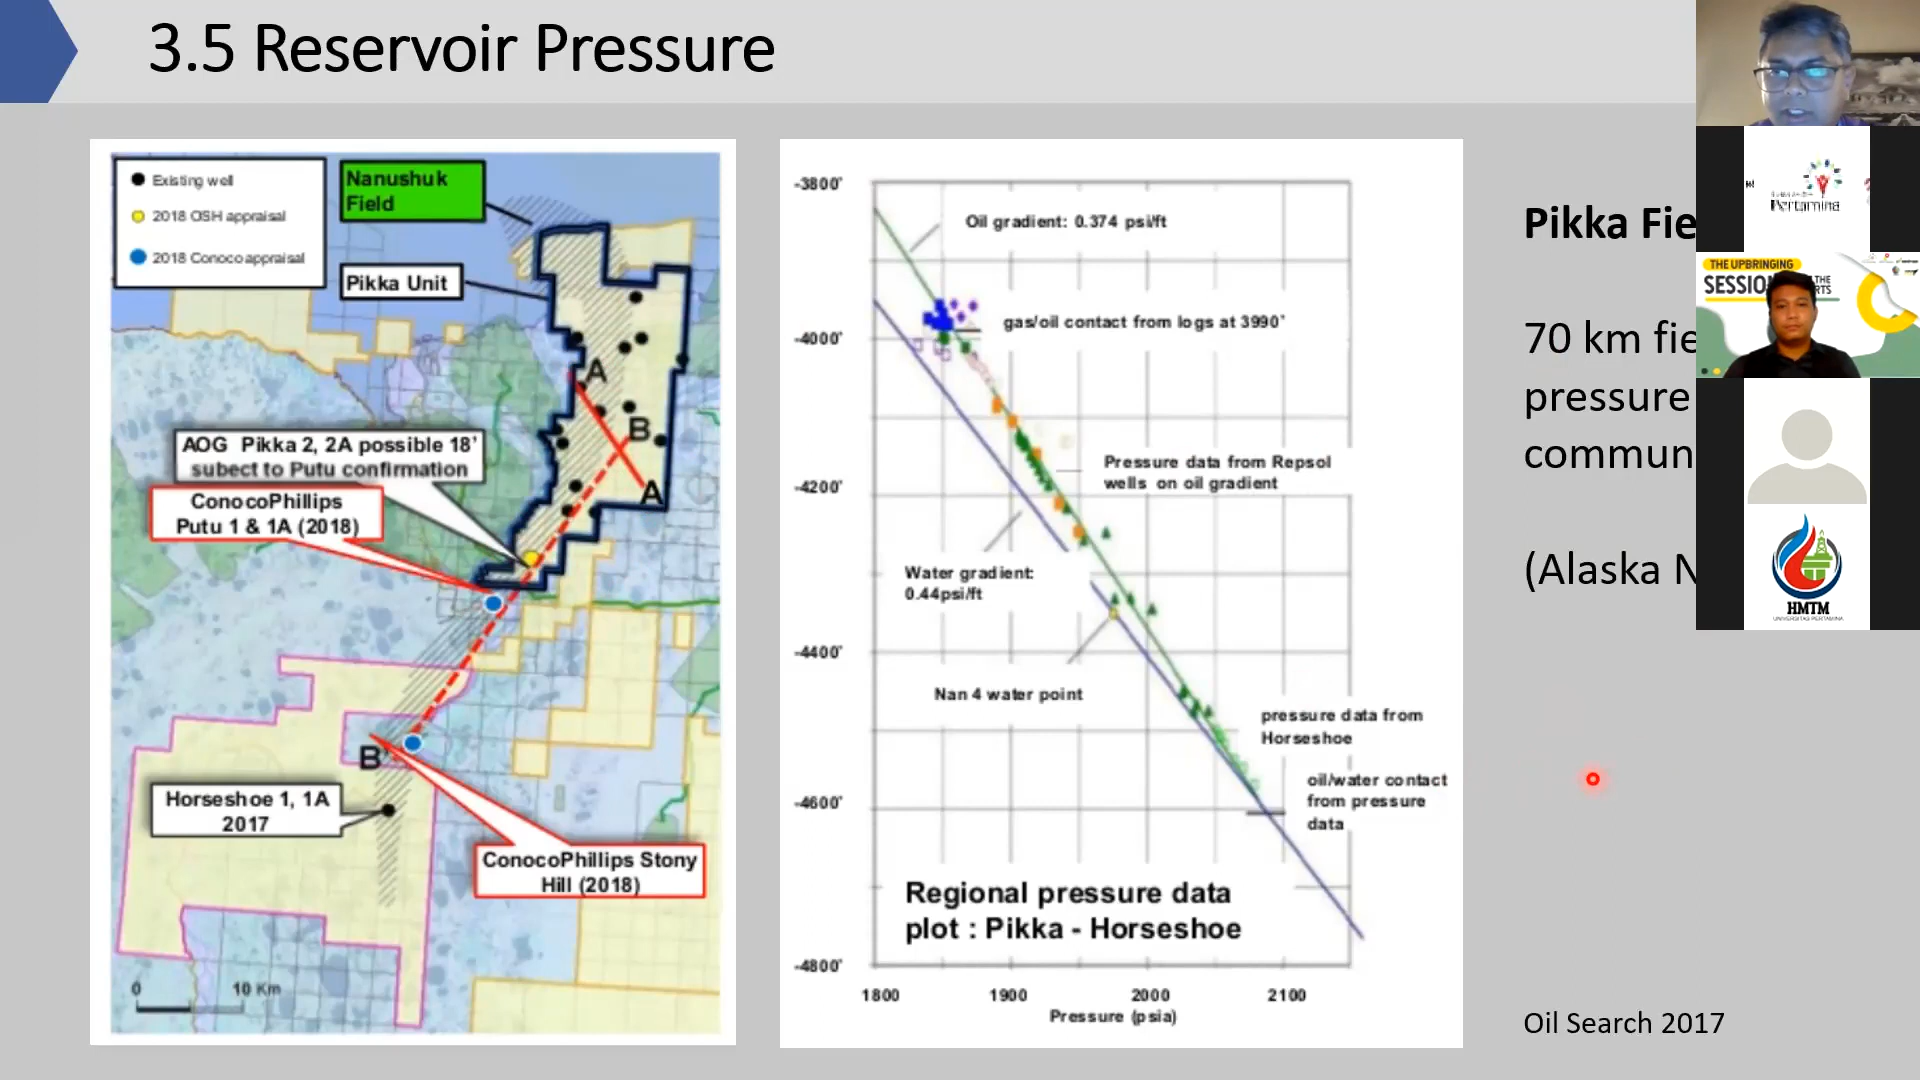 3.5 Reservoir Pressure
Existing well
2018 OSH appraisal
2018 Conoco appraisal
Nanushuk
Field
Pikka Unit
A
B
A
AOG Pikka 2, 2A possible 18'
subect to Putu confirmation
ConocoPhillips
Putu 1 & 1A (2018)
B'
Horseshoe 1, 1A
2017
ConocoPhillips Stony
Hill (2018)
0 10 Km
-3800'
-4000'
-4200'
-4400'
-4600'
-4800'
Oil gradient: 0.374 psi/ft
gas/oil contact from logs at 3990'
Pressure data from Repsol
wells on oil gradient
Water gradient:
0.44psi/ft
Nan 4 water point
pressure data from
Horseshoe
oil/water contact
from pressure
data
Regional pressure data
plot : Pikka - Horseshoe
1800 1900 2000 2100
Pressure (psia)
Pikka Fie
70 km fie
pressure
commun
(Alaska N
Oil Search 2017
Pertamina
THE UPBRINGING
SESSIO THE
RTS
HMTM
UNIVERSITAS PERTAMINA